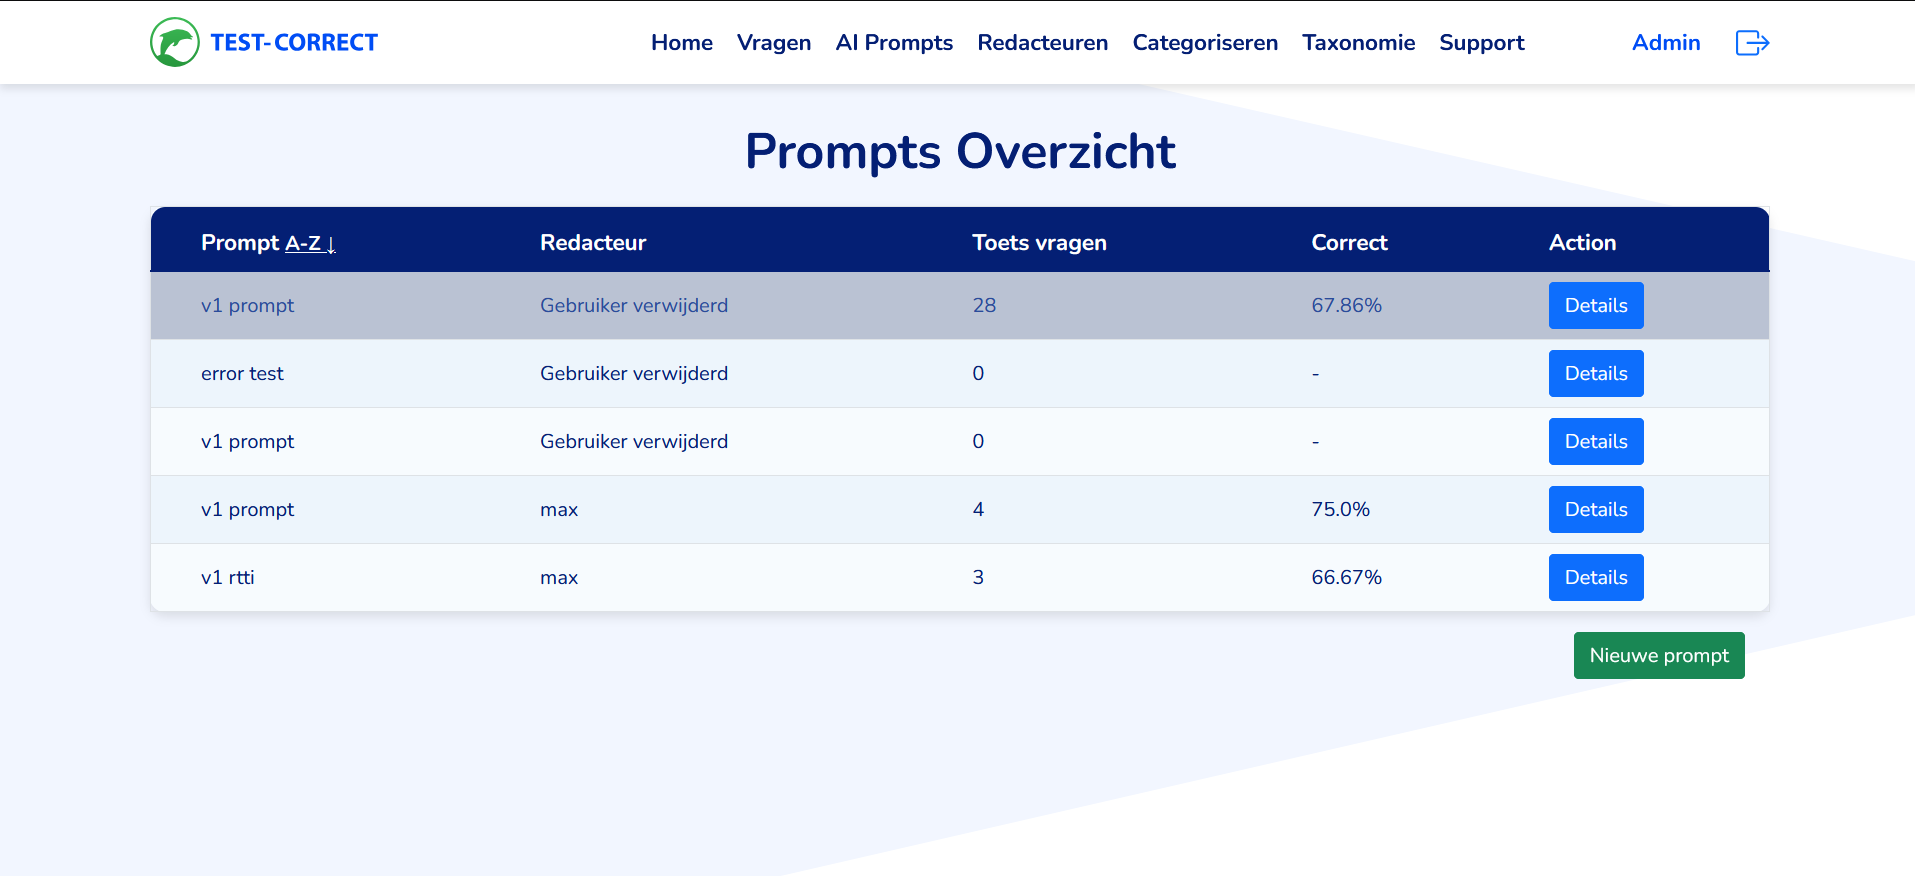 TEST-CORRECT Home Vragen AI Prompts Redacteuren Categoriseren Taxonomie Support Admin
Prompts Overzicht
Prompt A-Z ↓ Redacteur Toets vragen Correct Action
v1 prompt Gebruiker verwijderd 28 67.86% Details
error test Gebruiker verwijderd 0 - Details
v1 prompt Gebruiker verwijderd 0 - Details
v1 prompt max 4 75.0% Details
v1 rtti max 3 66.67% Details
Nieuwe prompt